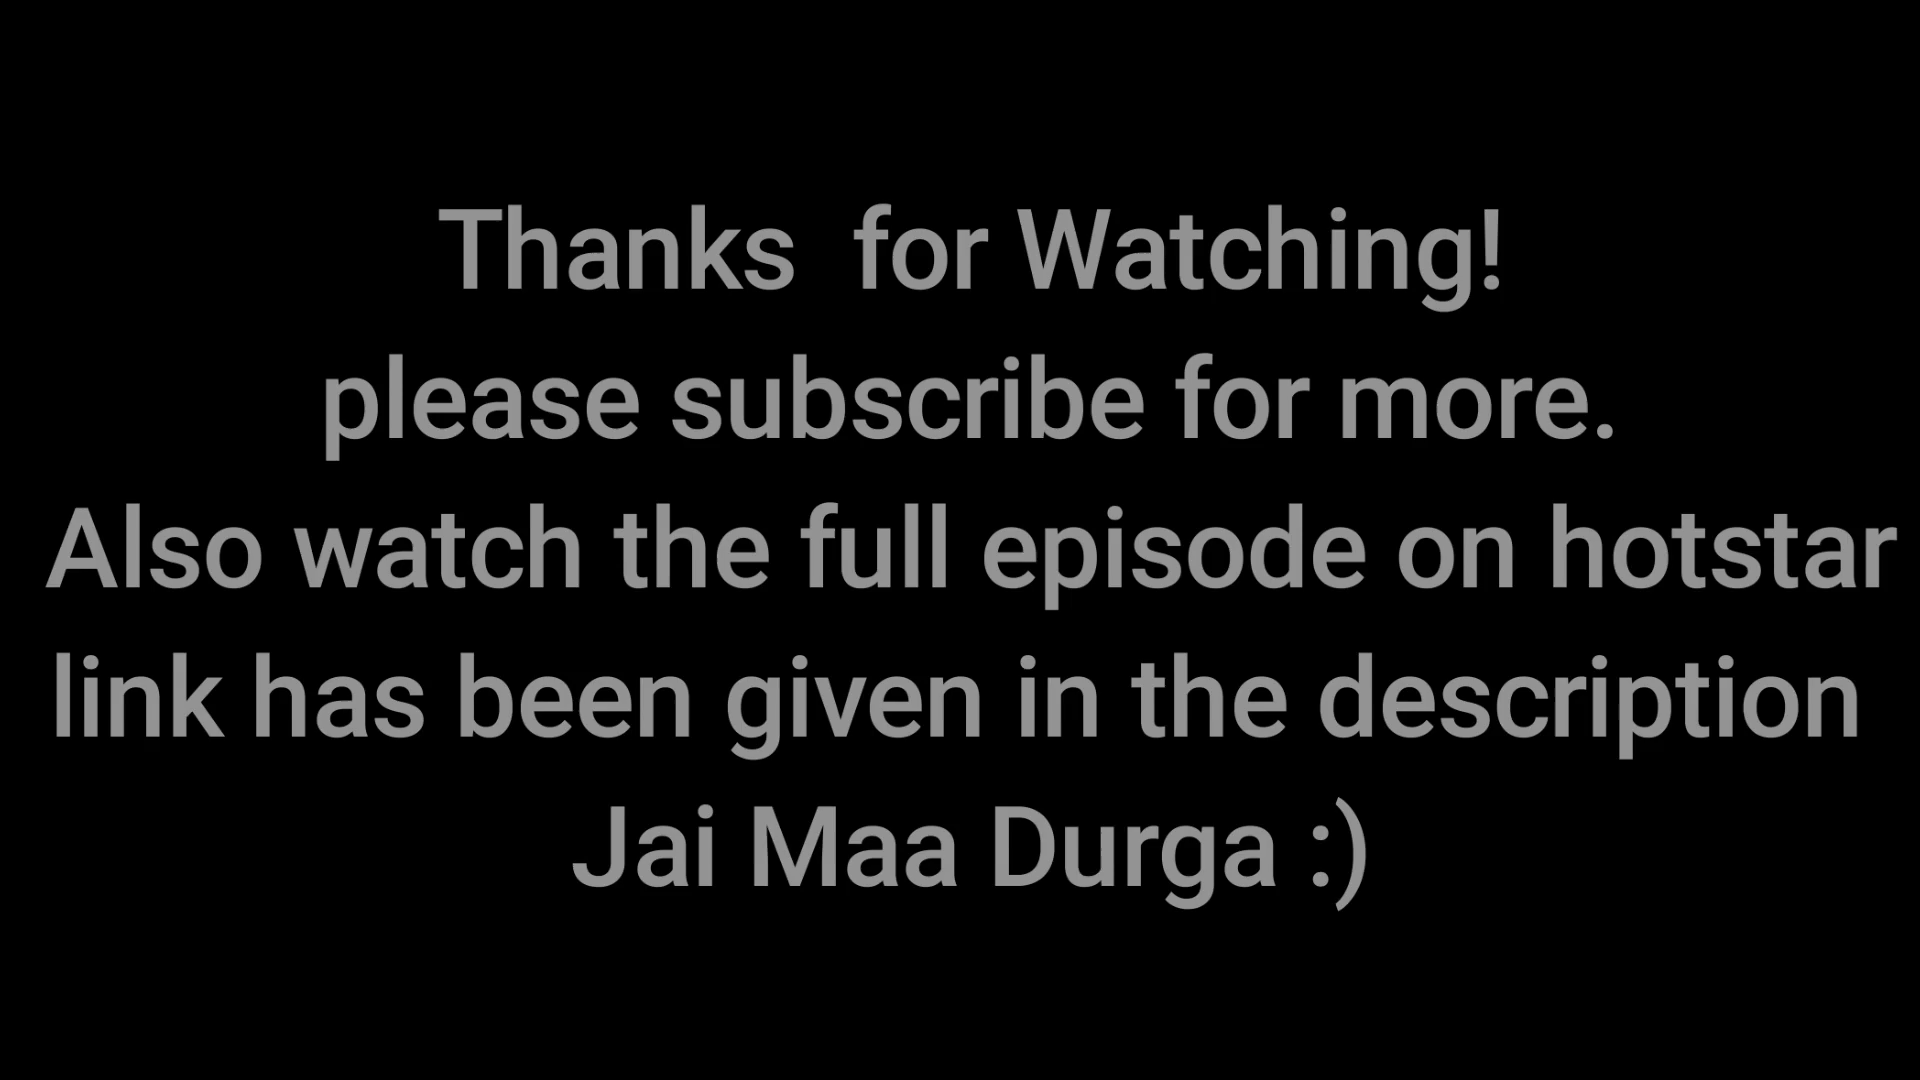 Thanks  for Watching!
please subscribe for more.
Also watch the full episode on hotstar
link has been given in the description
Jai Maa Durga :)